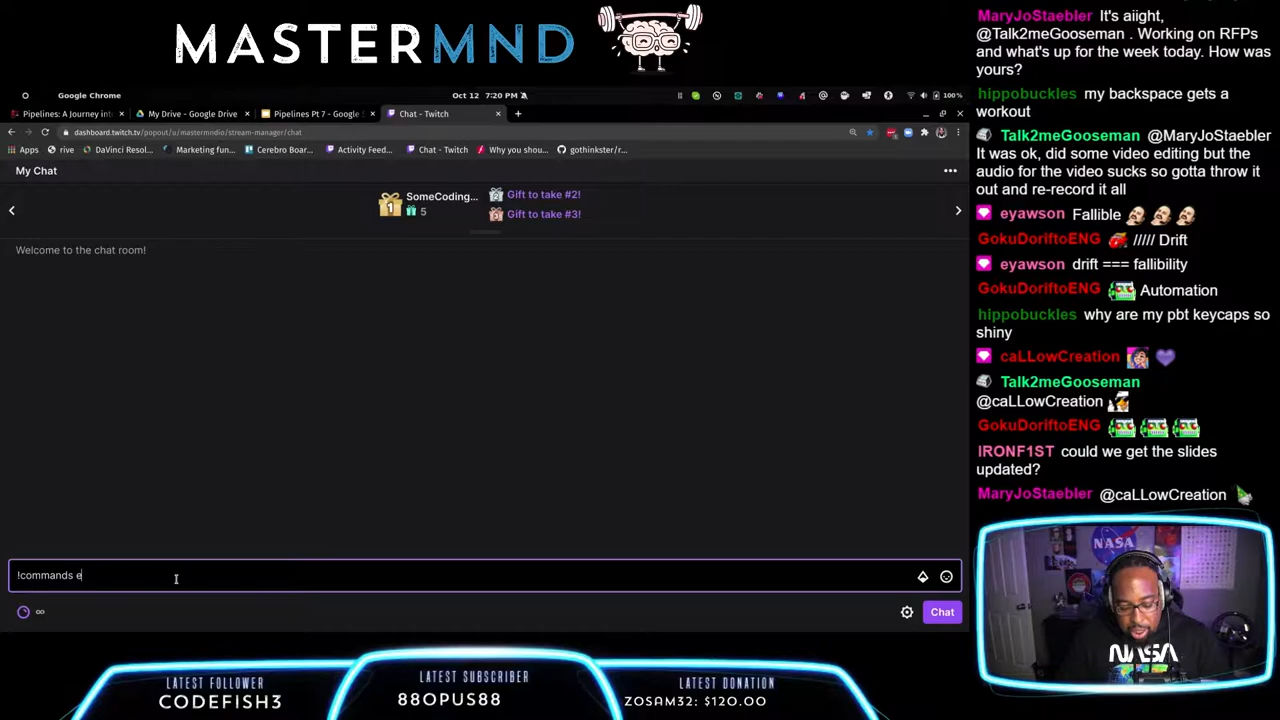 MASTERMND
Google Chrome
Oct 12 7:20 PM
100%
Pipelines: A Journey int
My Drive - Google Drive
Pipelines Pt 7 - Google S
Chat - Twitch
dashboard.twitch.tv/popout/u/mastermndio/stream-manager/chat
Apps
rive
DaVinci Resol...
Marketing fun...
Cerebro Boar...
Activity Feed...
Chat - Twitch
Why you shou...
gothinkster/r...
My Chat
SomeCoding...
1
5
Gift to take #2!
Gift to take #3!
Welcome to the chat room!
!commands e
Chat
MaryJoStaebler It's aiight,
@Talk2meGooseman . Working on RFPs
and what's up for the week today. How was
yours?
hippobuckles my backspace gets a
workout
Talk2meGooseman @MaryJoStaebler
It was ok, did some video editing but the
audio for the video sucks so gotta throw it
out and re-record it all
eyawson Fallible
GokuDoriftoENG ///// Drift
eyawson drift === fallibility
GokuDoriftoENG Automation
hippobuckles why are my pbt keycaps so
shiny
caLLowCreation
Talk2meGooseman
@caLLowCreation
GokuDoriftoENG
IRONF1ST could we get the slides
updated?
MaryJoStaebler @caLLowCreation
NASA
NASA
LATEST FOLLOWER
CODEFISH3
LATEST SUBSCRIBER
88OPUS88
LATEST DONATION
ZOSAM32: $120.00